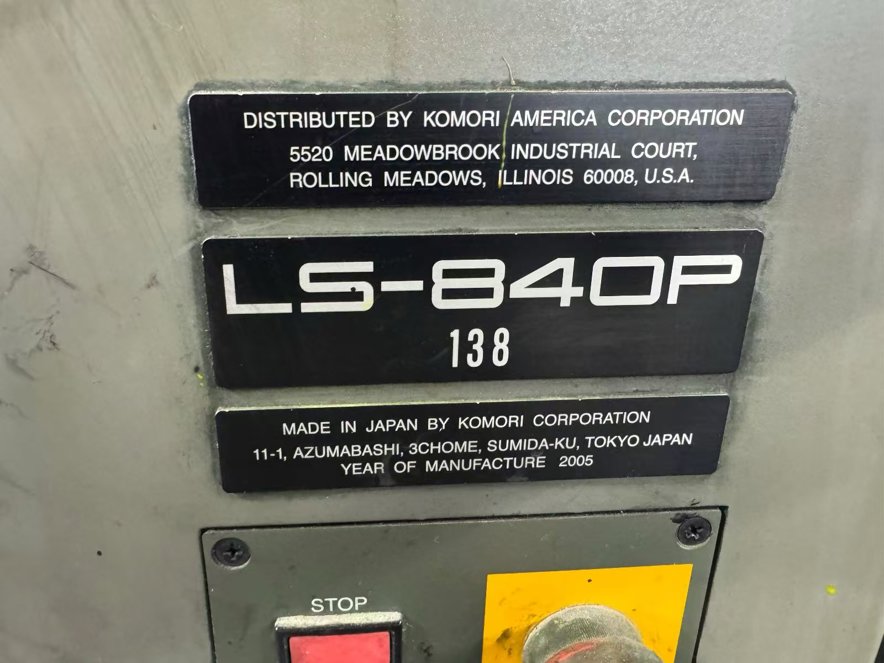 DISTRIBUTED BY KOMORI AMERICA CORPORATION
5520 MEADOWBROOK INDUSTRIAL COURT,
ROLLING MEADOWS, ILLINOIS 60008, U.S.A.
LS-840P
138
MADE IN JAPAN BY KOMORI CORPORATION
11-1, AZUMABASHI, 3CHOME, SUMIDA-KU, TOKYO JAPAN
YEAR OF MANUFACTURE 2005
STOP